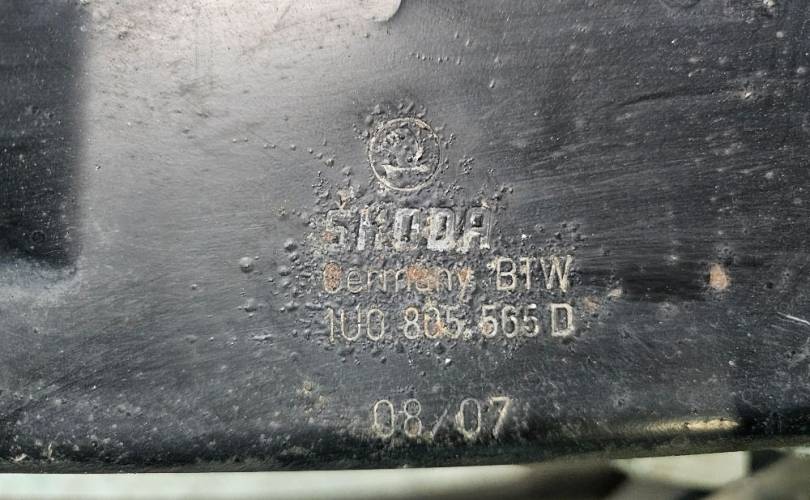 SKODA
Germany BTW
1U0 805 565 D
08/07